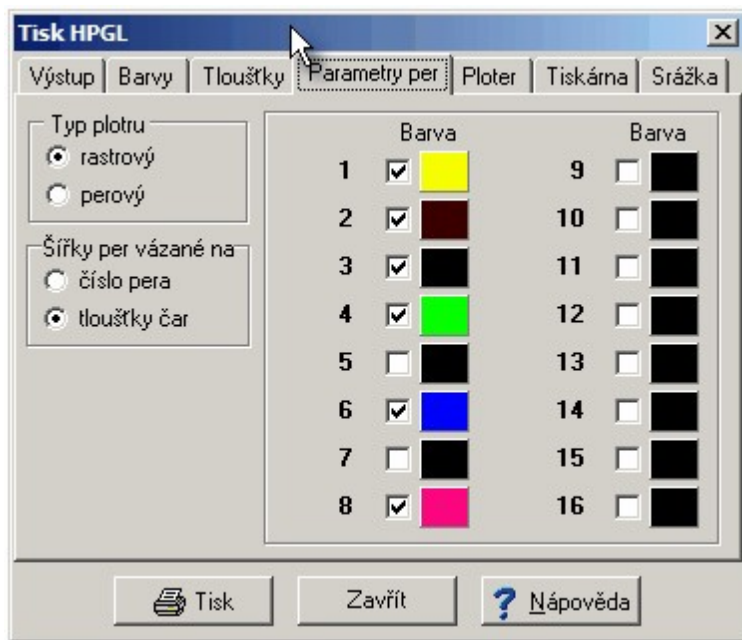 Tisk HPGL
Výstup Barvy Tloušťky Parametry per Ploter Tiskárna Srážka
Typ plotru
rastrový
perový
Šířky per vázané na
číslo pera
tloušťky čar
Barva
1
2
3
4
5
6
7
8
Barva
9
10
11
12
13
14
15
16
Tisk Zavřít Nápověda